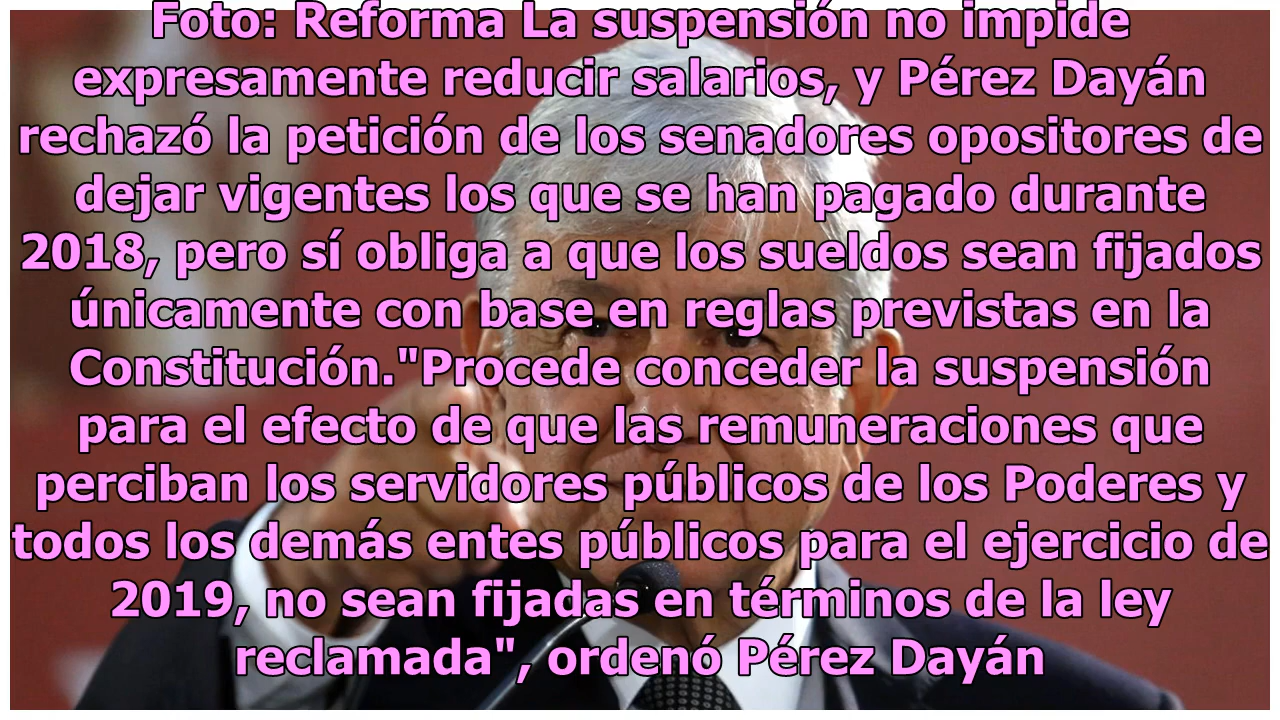 Foto: Reforma La suspensión no impide
expresamente reducir salarios, y Pérez Dayán
rechazó la petición de los senadores opositores de
dejar vigentes los que se han pagado durante
2018, pero sí obliga a que los sueldos sean fijados
únicamente con base en reglas previstas en la
Constitución."Procede conceder la suspensión
para el efecto de que las remuneraciones que
perciban los servidores públicos de los Poderes y
todos los demás entes públicos para el ejercicio de
2019, no sean fijadas en términos de la ley
reclamada", ordenó Pérez Dayán